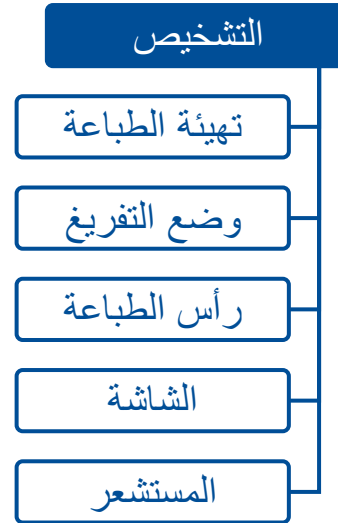 التشخيص
تهيئة الطباعة
وضع التفريغ
رأس الطباعة
الشاشة
المستشعر